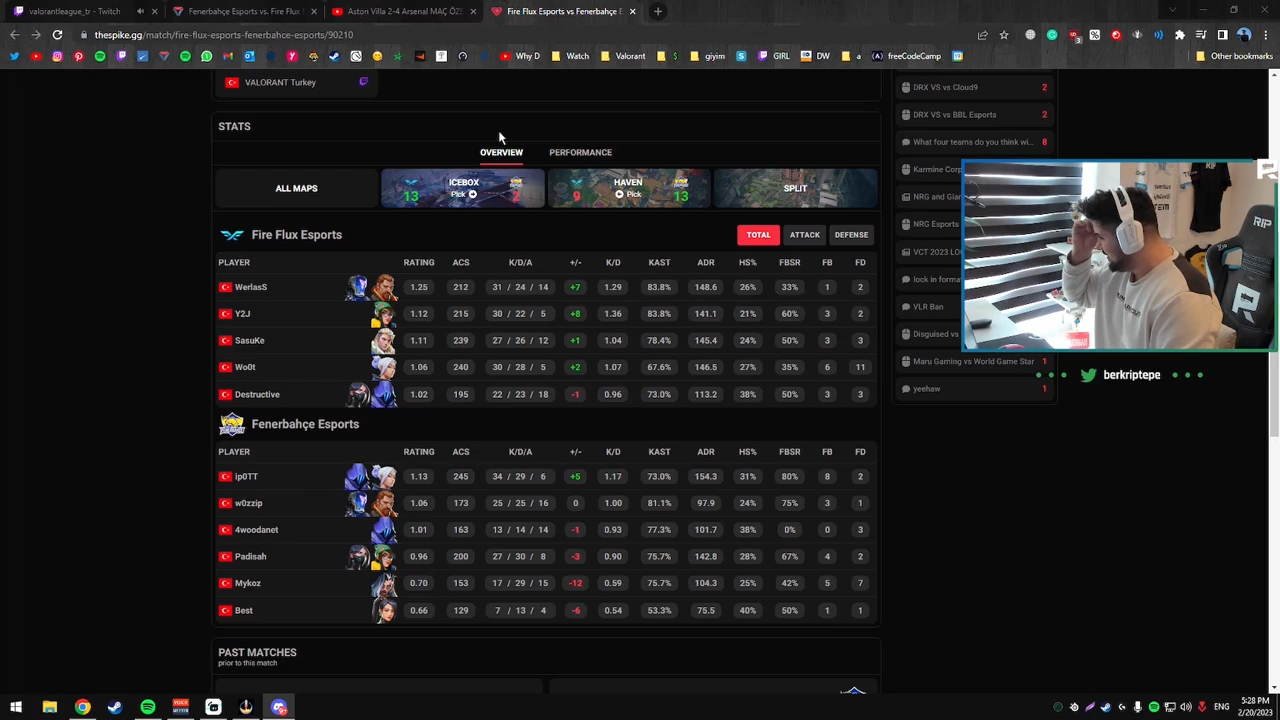 valorantleague_tr - Twitch
Fenerbahçe Esports vs. Fire Flux
Aston Villa 2-4 Arsenal MAÇ ÖZ
Fire Flux Esports vs Fenerbahçe E
thespike.gg/match/fire-flux-esports-fenerbahce-esports/90210
Why D
Watch
Valorant
$
giyim
GIRL
DW
a
freeCodeCamp
Other bookmarks
VALORANT Turkey
STATS
OVERVIEW
PERFORMANCE
ALL MAPS
13 ICEBOX Pick 2
9 HAVEN Pick 13
SPLIT
Fire Flux Esports
TOTAL ATTACK DEFENSE
PLAYER RATING ACS K/D/A +/- K/D KAST ADR HS% FBSR FB FD
WerlasS 1.25 212 31 / 24 / 14 +7 1.29 83.8% 148.6 26% 33% 1 2
Y2J 1.12 215 30 / 22 / 5 +8 1.36 83.8% 141.1 21% 60% 3 2
SasuKe 1.11 239 27 / 26 / 12 +1 1.04 78.4% 145.4 24% 50% 3 3
Wo0t 1.06 240 30 / 28 / 5 +2 1.07 67.6% 146.5 27% 35% 6 11
Destructive 1.02 195 22 / 23 / 18 -1 0.96 73.0% 113.2 38% 50% 3 3
Fenerbahçe Esports
PLAYER RATING ACS K/D/A +/- K/D KAST ADR HS% FBSR FB FD
ip0TT 1.13 245 34 / 29 / 6 +5 1.17 73.0% 154.3 31% 80% 8 2
w0zzip 1.06 173 25 / 25 / 16 0 1.00 81.1% 97.9 24% 75% 3 1
4woodanet 1.01 163 13 / 14 / 14 -1 0.93 77.3% 101.7 38% 0% 0 3
Padisah 0.96 200 27 / 30 / 8 -3 0.90 75.7% 142.8 28% 67% 4 2
Mykoz 0.70 153 17 / 29 / 15 -12 0.59 75.7% 104.3 25% 42% 5 7
Best 0.66 129 7 / 13 / 4 -6 0.54 53.3% 75.5 40% 50% 1 1
PAST MATCHES
prior to this match
DRX VS vs Cloud9 2
DRX VS vs BBL Esports 2
What four teams do you think wi... 8
Karmine Corp
NRG and Gian
NRG Esports
VCT 2023 LO
lock in format
VLR Ban
Disguised vs
Maru Gaming vs World Game Star 1
yeehaw 1
berkriptepe
RIP
ENG
5:28 PM
2/20/2023